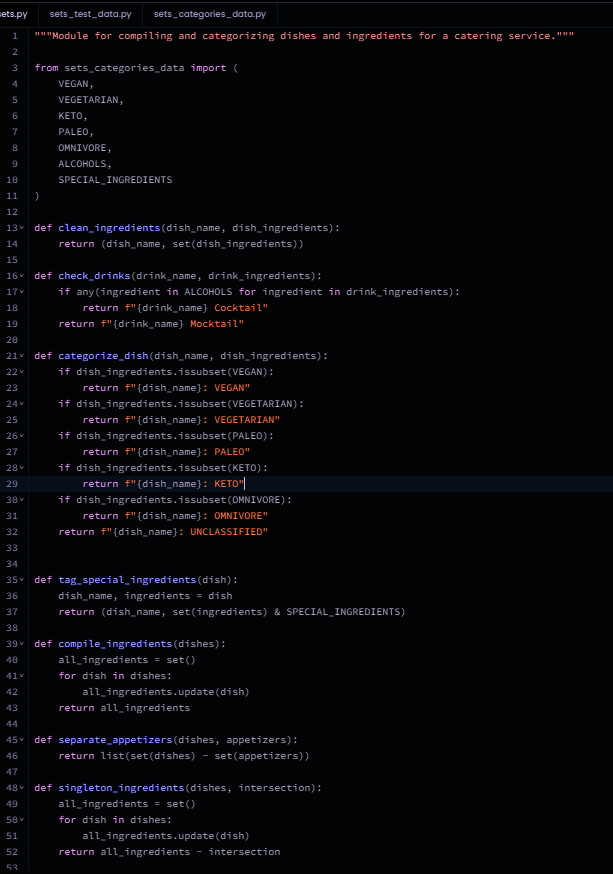 sets.py sets_test_data.py sets_categories_data.py
1 """Module for compiling and categorizing dishes and ingredients for a catering service."""
2
3 from sets_categories_data import (
4     VEGAN,
5     VEGETARIAN,
6     KETO,
7     PALEO,
8     OMNIVORE,
9     ALCOHOLS,
10     SPECIAL_INGREDIENTS
11 )
12
13 def clean_ingredients(dish_name, dish_ingredients):
14     return (dish_name, set(dish_ingredients))
15
16 def check_drinks(drink_name, drink_ingredients):
17     if any(ingredient in ALCOHOLS for ingredient in drink_ingredients):
18         return f"{drink_name} Cocktail"
19     return f"{drink_name} Mocktail"
20
21 def categorize_dish(dish_name, dish_ingredients):
22     if dish_ingredients.issubset(VEGAN):
23         return f"{dish_name}: VEGAN"
24     if dish_ingredients.issubset(VEGETARIAN):
25         return f"{dish_name}: VEGETARIAN"
26     if dish_ingredients.issubset(PALEO):
27         return f"{dish_name}: PALEO"
28     if dish_ingredients.issubset(KETO):
29         return f"{dish_name}: KETO"
30     if dish_ingredients.issubset(OMNIVORE):
31         return f"{dish_name}: OMNIVORE"
32     return f"{dish_name}: UNCLASSIFIED"
33
34
35 def tag_special_ingredients(dish):
36     dish_name, ingredients = dish
37     return (dish_name, set(ingredients) & SPECIAL_INGREDIENTS)
38
39 def compile_ingredients(dishes):
40     all_ingredients = set()
41     for dish in dishes:
42         all_ingredients.update(dish)
43     return all_ingredients
44
45 def separate_appetizers(dishes, appetizers):
46     return list(set(dishes) - set(appetizers))
47
48 def singleton_ingredients(dishes, intersection):
49     all_ingredients = set()
50     for dish in dishes:
51         all_ingredients.update(dish)
52     return all_ingredients - intersection
53